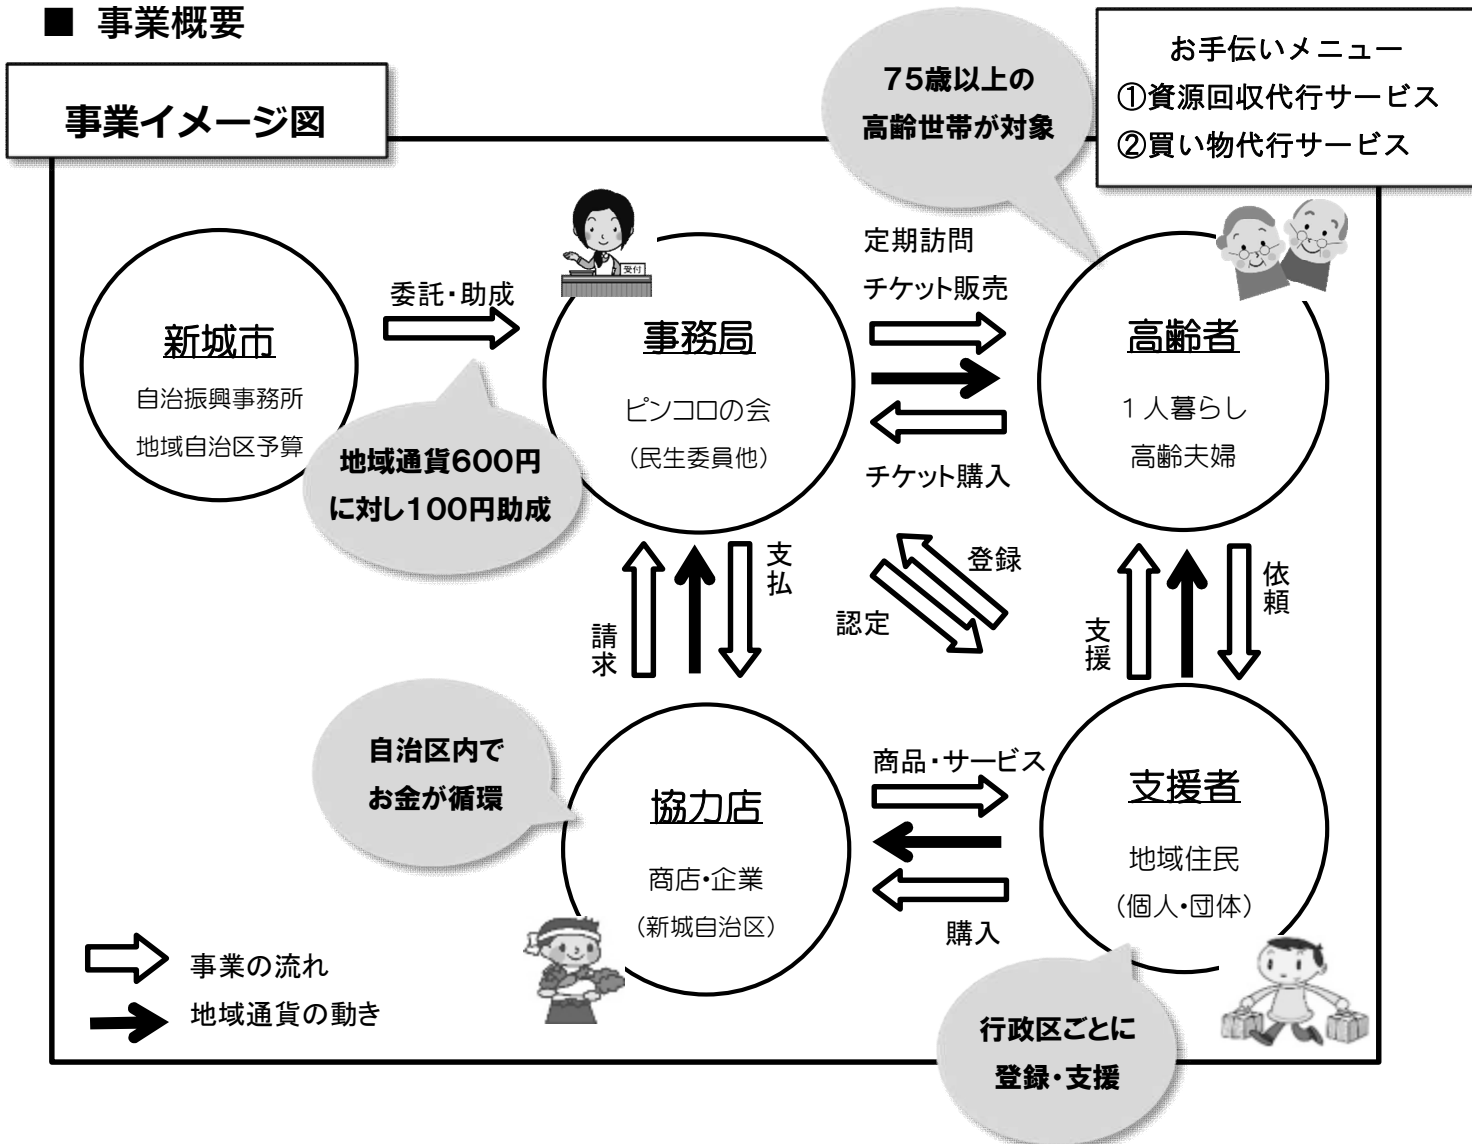 ■ 事業概要
事業イメージ図
75歳以上の
高齢世帯が対象
お手伝いメニュー
①資源回収代行サービス
②買い物代行サービス
新城市
自治振興事務所
地域自治区予算
委託・助成
地域通貨600円
に対し100円助成
受付
事務局
ピンコロの会
（民生委員他）
定期訪問
チケット販売
チケット購入
高齢者
１人暮らし
高齢夫婦
請求
支払
登録
認定
支援
依頼
自治区内で
お金が循環
協力店
商店・企業
（新城自治区）
商品・サービス
購入
支援者
地域住民
（個人・団体）
行政区ごとに
登録・支援
事業の流れ
地域通貨の動き